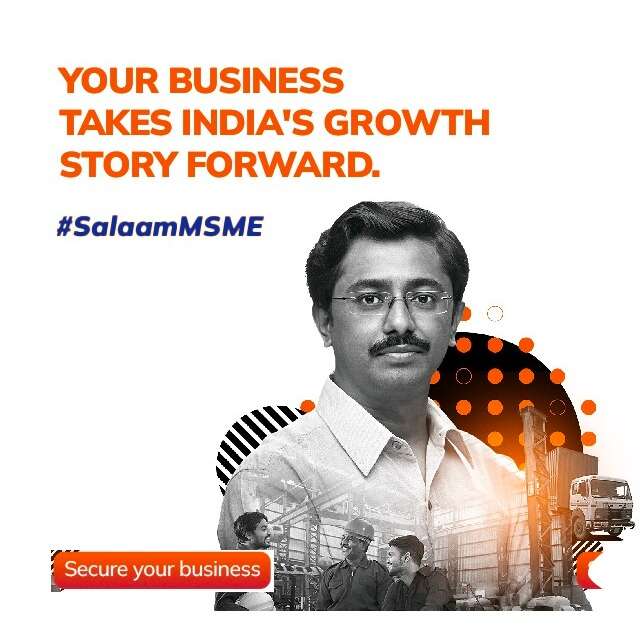 YOUR BUSINESS
TAKES INDIA'S GROWTH
STORY FORWARD.
#SalaamMSME
Secure your business